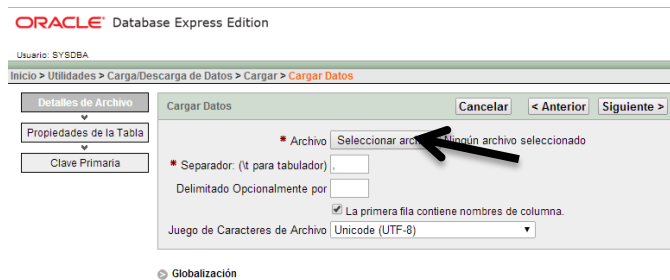 ORACLE® Database Express Edition
Usuario: SYSDBA
Inicio > Utilidades > Carga/Descarga de Datos > Cargar > Cargar Datos
Detalles de Archivo
Propiedades de la Tabla
Clave Primaria
Cargar Datos Cancelar < Anterior Siguiente >
* Archivo Seleccionar Ningún archivo seleccionado
* Separador: (\t para tabulador) ,
Delimitado Opcionalmente por
La primera fila contiene nombres de columna.
Juego de Caracteres de Archivo Unicode (UTF-8)
Globalización